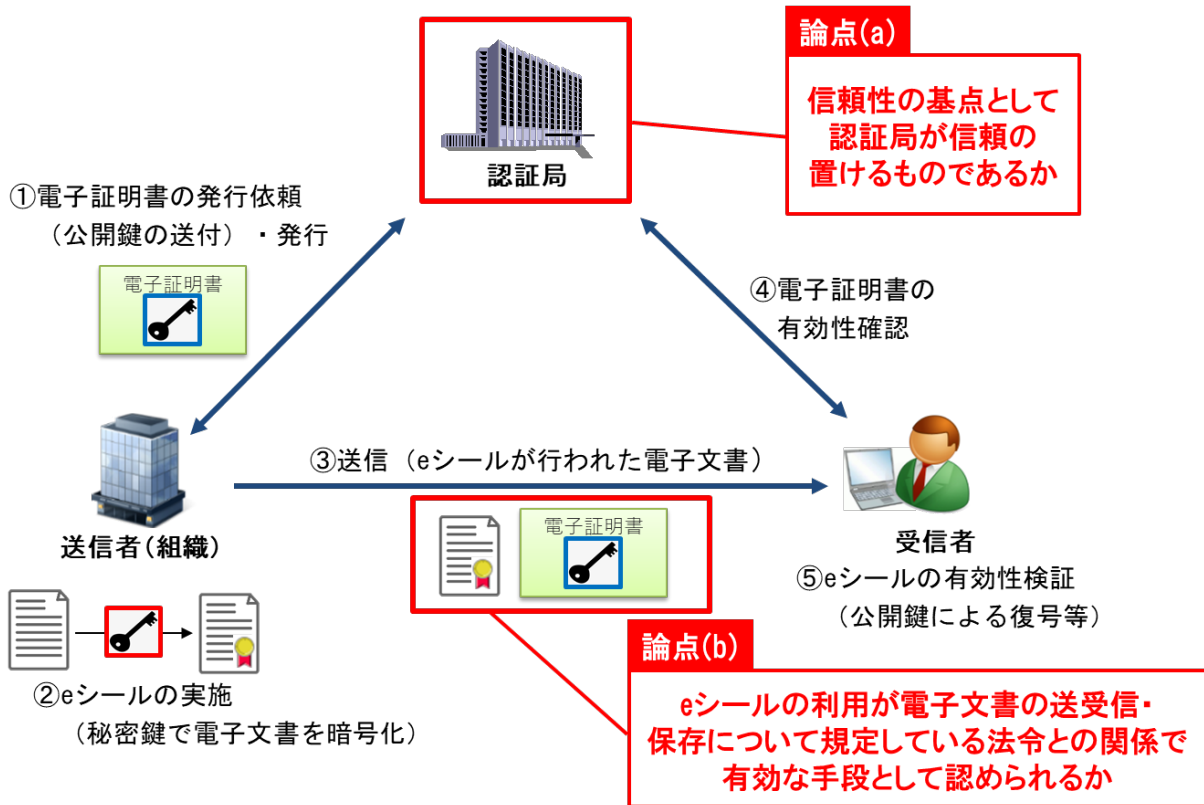 論点(a)
信頼性の基点として
認証局が信頼の
置けるものであるか
認証局
①電子証明書の発行依頼
（公開鍵の送付）・発行
電子証明書
④電子証明書の
有効性確認
③送信（eシールが行われた電子文書）
電子証明書
送信者(組織)
受信者
⑤eシールの有効性検証
（公開鍵による復号等）
②eシールの実施
（秘密鍵で電子文書を暗号化）
論点(b)
eシールの利用が電子文書の送受信・
保存について規定している法令との関係で
有効な手段として認められるか